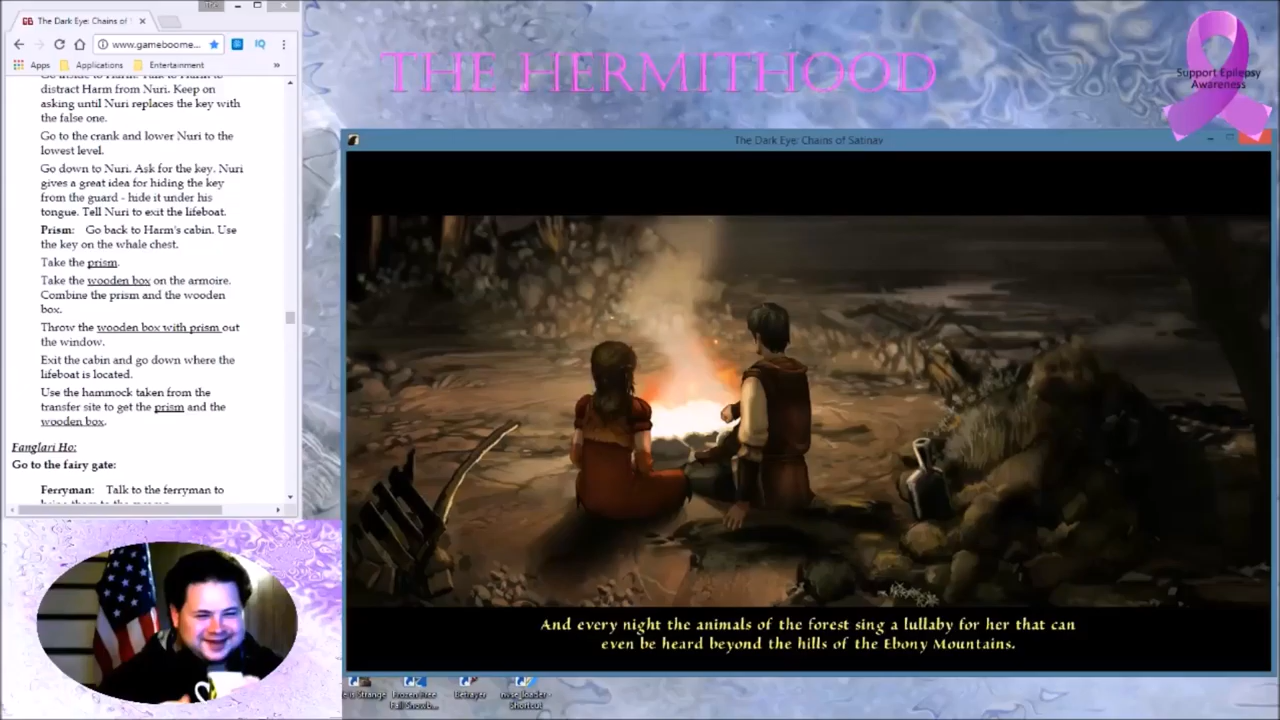 The Dark Eye: Chains of
www.gameboome...
Apps
Applications
Entertainment
distract Harm from Nuri. Keep on
asking until Nuri replaces the key with
the false one.
Go to the crank and lower Nuri to the
lowest level.
Go down to Nuri. Ask for the key. Nuri
gives a great idea for hiding the key
from the guard - hide it under his
tongue. Tell Nuri to exit the lifeboat.
Prism: Go back to Harm's cabin. Use
the key on the whale chest.
Take the prism.
Take the wooden box on the armoire.
Combine the prism and the wooden
box.
Throw the wooden box with prism out
the window.
Exit the cabin and go down where the
lifeboat is located.
Use the hammock taken from the
transfer site to get the prism and the
wooden box.
Fanglari Ho:
Go to the fairy gate:
Ferryman: Talk to the ferryman to
THE HERMITHOOD
Support Epilepsy
Awareness
The Dark Eye: Chains of Satinav
And every night the animals of the forest sing a lullaby for her that can
even be heard beyond the hills of the Ebony Mountains.
e is Strange
Frozen Free
Fall Snowb...
Betrayer
nvse_loader -
Shortcut